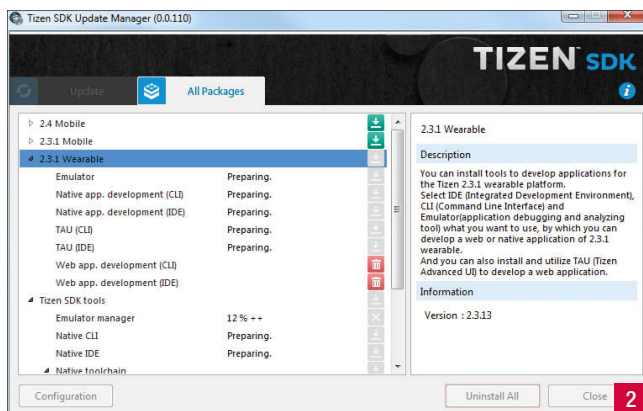 Tizen SDK Update Manager (0.0.110)
TIZEN™ SDK
Update
All Packages
i
2.4 Mobile
2.3.1 Mobile
2.3.1 Wearable
Emulator Preparing.
Native app. development (CLI) Preparing.
Native app. development (IDE) Preparing.
TAU (CLI) Preparing.
TAU (IDE) Preparing.
Web app. development (CLI)
Web app. development (IDE)
Tizen SDK tools
Emulator manager 12 % ++
Native CLI Preparing.
Native IDE Preparing.
Native toolchain
2.3.1 Wearable
Description
You can install tools to develop applications for
the Tizen 2.3.1 wearable platform.
Select IDE (Integrated Development Environment),
CLI (Command Line Interface) and
Emulator(application debugging and analyzing
tool) what you want to use, by which you can
develop a web or native application of 2.3.1
wearable.
And you can also install and utilize TAU (Tizen
Advanced UI) to develop a web application.
Information
Version : 2.3.13
Configuration
Uninstall All
Close
2